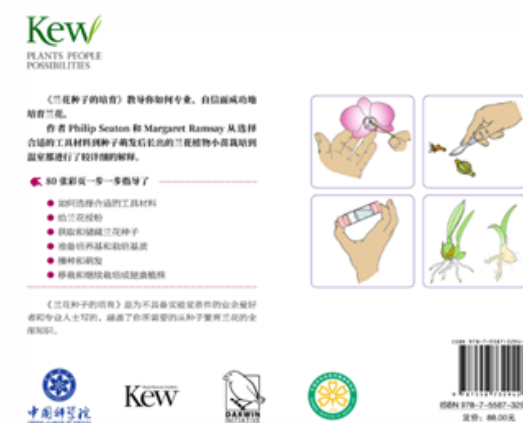 Kew
PLANTS PEOPLE
POSSIBILITIES
《兰花种子的培育》教导你如何专业、自信而成功地
培育兰花。
作者 Philip Seaton 和 Margaret Ramsay 从选择
合适的工具材料到种子萌发后长出的兰花植物小苗栽培到
温室都进行了较详细的解释。
80 张彩页一步一步指导了
如何选择合适的工具材料
给兰花授粉
获取和储藏兰花种子
准备培养基和栽培基质
播种和萌发
移栽和继续栽培成健康植株
《兰花种子的培育》是为不具备实验室条件的业余爱好
者和专业人士写的，涵盖了你所需要的从种子繁育兰花的全
部知识。
中国科学院
Kew
DARWIN
INITIATIVE
ISBN 978-7-5587-329
定价：88.00元